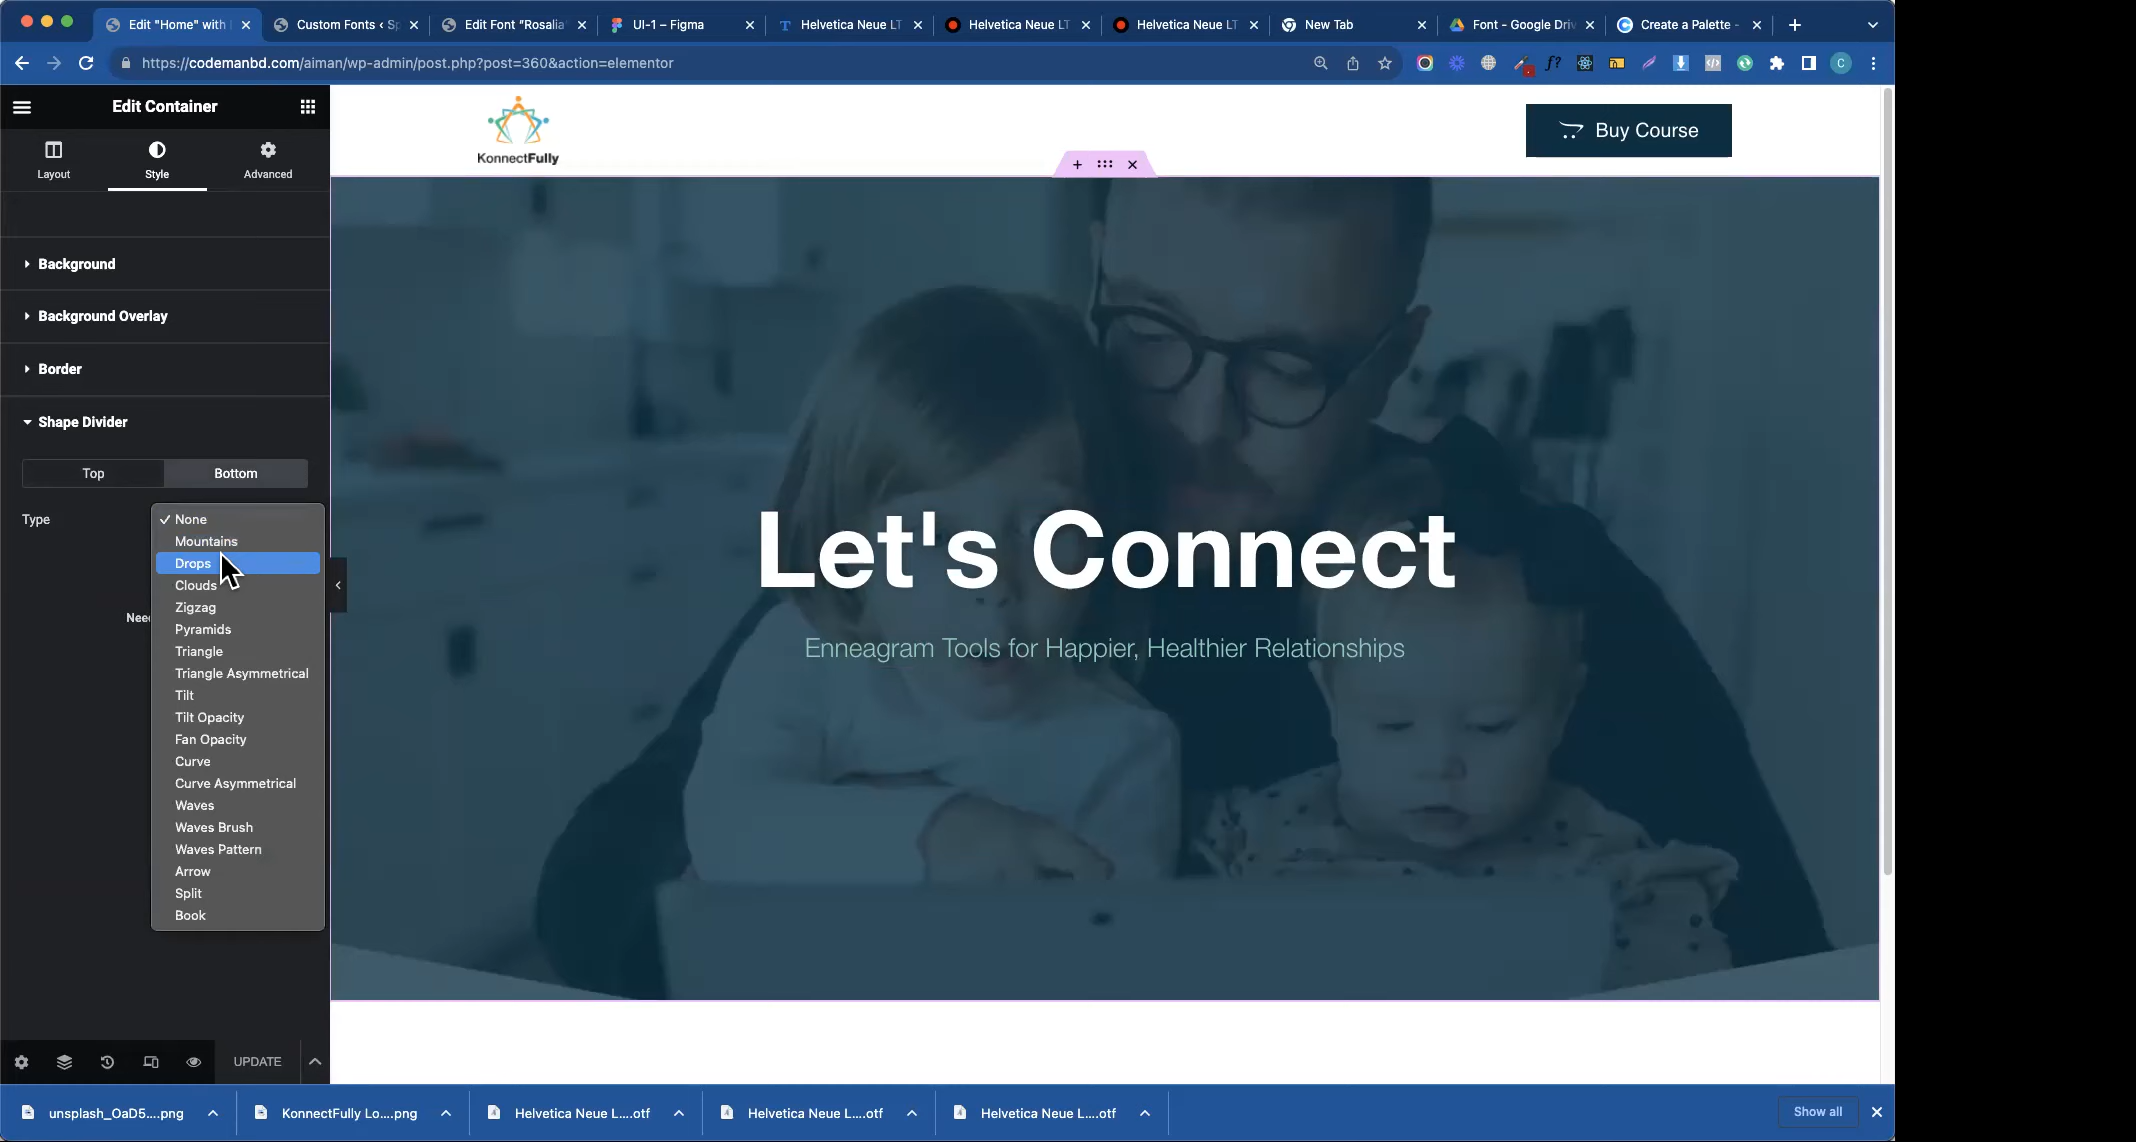 Edit "Home" with
Custom Fonts ‹ Sp
Edit Font "Rosalia
UI-1 – Figma
Helvetica Neue LT
Helvetica Neue LT
Helvetica Neue LT
New Tab
Font - Google Driv
Create a Palette -
https://codemanbd.com/aiman/wp-admin/post.php?post=360&action=elementor
Edit Container
Layout
Style
Advanced
Background
Background Overlay
Border
Shape Divider
Top
Bottom
Type
None
Mountains
Drops
Clouds
Zigzag
Nee
Pyramids
Triangle
Triangle Asymmetrical
Tilt
Tilt Opacity
Fan Opacity
Curve
Curve Asymmetrical
Waves
Waves Brush
Waves Pattern
Arrow
Split
Book
UPDATE
KonnectFully
Buy Course
Let's Connect
Enneagram Tools for Happier, Healthier Relationships
unsplash_OaD5....png
KonnectFully Lo....png
Helvetica Neue L....otf
Helvetica Neue L....otf
Helvetica Neue L....otf
Show all